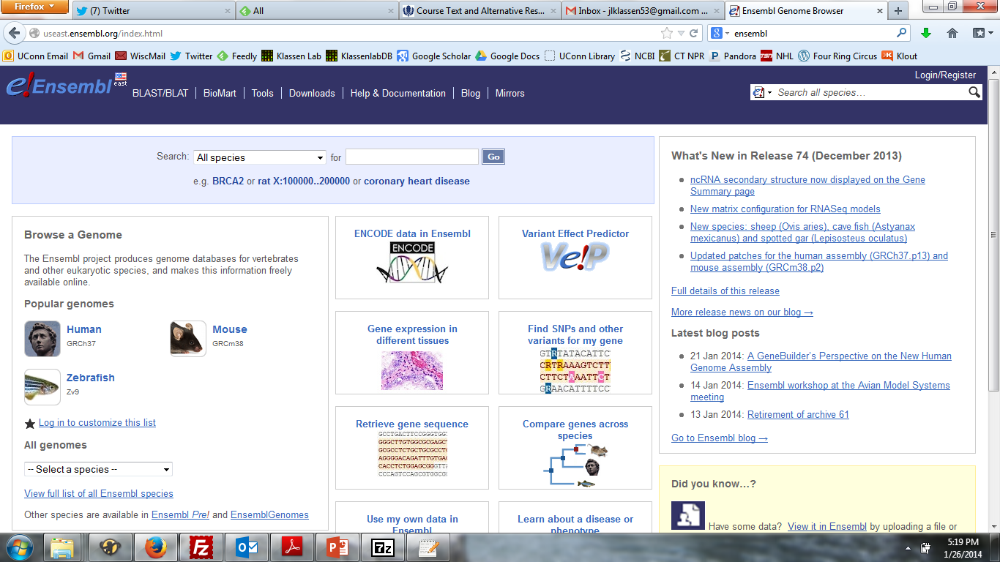 Firefox
(7) Twitter
All
Course Text and Alternative Res...
Inbox - jlklassen53@gmail.com ...
Ensembl Genome Browser
useast.ensembl.org/index.html
ensembl
UConn Email
Gmail
WiscMail
Twitter
Feedly
Klassen Lab
KlassenlabDB
Google Scholar
Google Docs
UConn Library
NCBI
CT NPR
Pandora
NHL
Four Ring Circus
Klout
Login/Register
e!Ensembl east
BLAST/BLAT | BioMart | Tools | Downloads | Help & Documentation | Blog | Mirrors
Search all species…
Search: All species for Go
e.g. BRCA2 or rat X:100000..200000 or coronary heart disease
Browse a Genome
The Ensembl project produces genome databases for vertebrates
and other eukaryotic species, and makes this information freely
available online.
Popular genomes
Human
GRCh37
Mouse
GRCm38
Zebrafish
Zv9
Log in to customize this list
All genomes
-- Select a species --
View full list of all Ensembl species
Other species are available in Ensembl Pre! and EnsemblGenomes
ENCODE data in Ensembl
ENCODE
Variant Effect Predictor
Ve!P
Gene expression in
different tissues
Find SNPs and other
variants for my gene
GTRTATACATTC
CRTRAAAGTCTT
CTTCTAAATTCT
GRAACATTTTCC
Retrieve gene sequence
GCCTGACTTCCGGGTGGT
GGGCTTGTGGCGCGAGCT
GCGCCTCTGCTGCGCCTC
AGGGGACAGATTTGTGAC
CACCTCTGGAGCGGGTTA
CCCAGTCCAGCGTGGCGC
Compare genes across
species
Use my own data in
Ensembl
Learn about a disease or
phenotype
What's New in Release 74 (December 2013)
ncRNA secondary structure now displayed on the Gene
Summary page
New matrix configuration for RNASeq models
New species: sheep (Ovis aries), cave fish (Astyanax
mexicanus) and spotted gar (Lepisosteus oculatus)
Updated patches for the human assembly (GRCh37.p13) and
mouse assembly (GRCm38.p2)
Full details of this release
More release news on our blog →
Latest blog posts
21 Jan 2014: A GeneBuilder's Perspective on the New Human
Genome Assembly
14 Jan 2014: Ensembl workshop at the Avian Model Systems
meeting
13 Jan 2014: Retirement of archive 61
Go to Ensembl blog →
Did you know…?
Have some data? View it in Ensembl by uploading a file or
Fz
7z
5:19 PM
1/26/2014